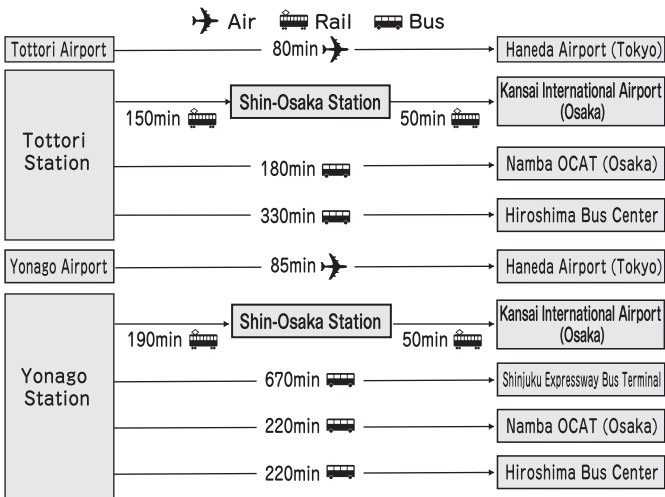 Air Rail Bus
Tottori Airport 80min Haneda Airport (Tokyo)
Tottori
Station
150min Shin-Osaka Station 50min Kansai International Airport
(Osaka)
180min Namba OCAT (Osaka)
330min Hiroshima Bus Center
Yonago Airport 85min Haneda Airport (Tokyo)
Yonago
Station
190min Shin-Osaka Station 50min Kansai International Airport
(Osaka)
670min Shinjuku Expressway Bus Terminal
220min Namba OCAT (Osaka)
220min Hiroshima Bus Center